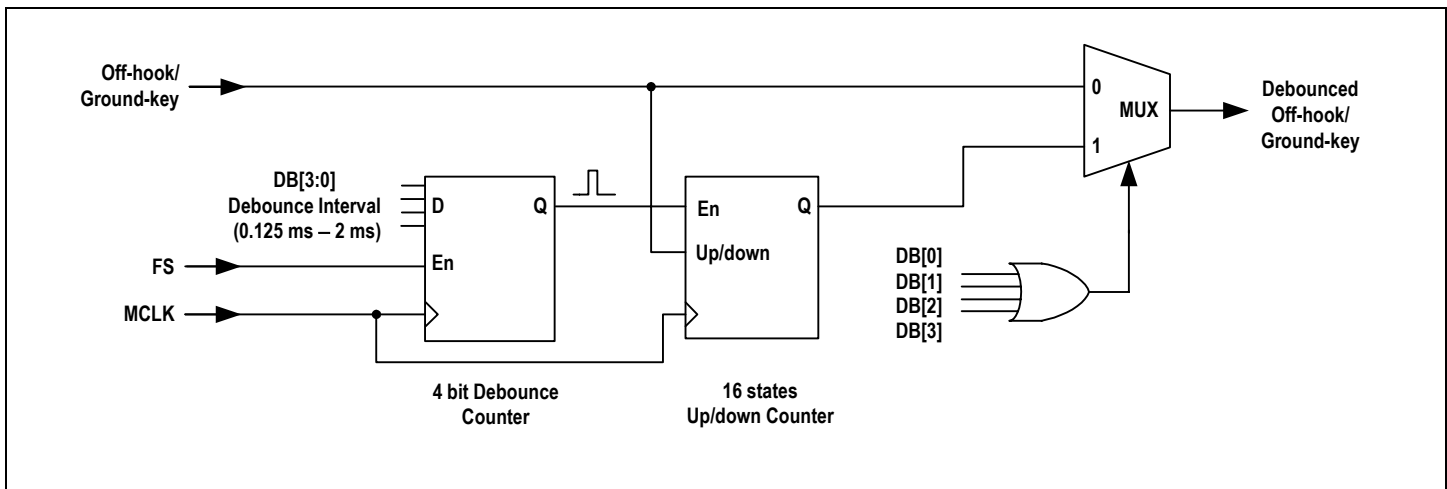 Off-hook/
Ground-key
0
MUX
1
Debounced
Off-hook/
Ground-key
DB[3:0]
Debounce Interval
(0.125 ms – 2 ms)
D
Q
En
Q
Up/down
FS
En
MCLK
DB[0]
DB[1]
DB[2]
DB[3]
4 bit Debounce
Counter
16 states
Up/down Counter